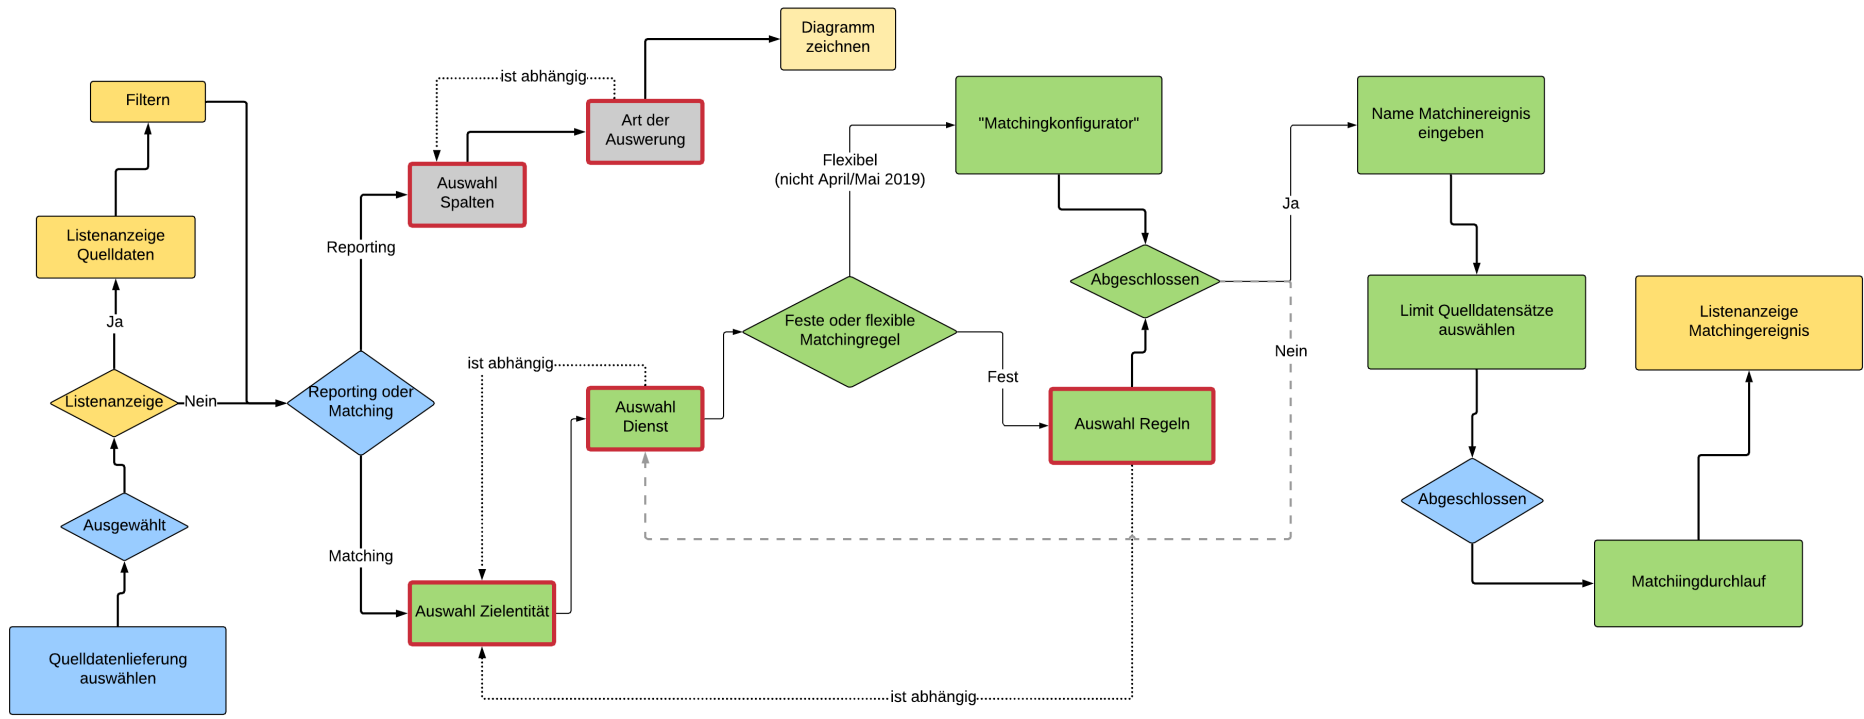 Diagramm
zeichnen
ist abhängig
Filtern
Art der
Auswerung
"Matchingkonfigurator"
Name Matchinereignis
eingeben
Flexibel
(nicht April/Mai 2019)
Auswahl
Spalten
Ja
Listenanzeige
Quelldaten
Reporting
Abgeschlossen
Limit Quelldatensätze
auswählen
Listenanzeige
Matchingereignis
Ja
Feste oder flexible
Matchingregel
Nein
ist abhängig
Fest
Listenanzeige
Nein
Reporting oder
Matching
Auswahl
Dienst
Auswahl Regeln
Abgeschlossen
Ausgewählt
Matching
Matchiingdurchlauf
Auswahl Zielentität
Quelldatenlieferung
auswählen
ist abhängig